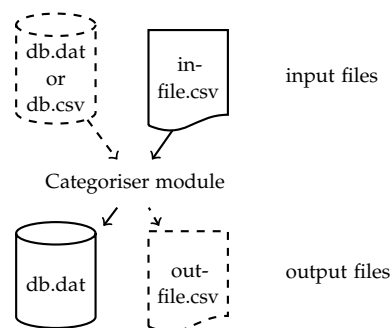 db.dat
or
db.csv
in-
file.csv
input files
Categoriser module
db.dat
out-
file.csv
output files